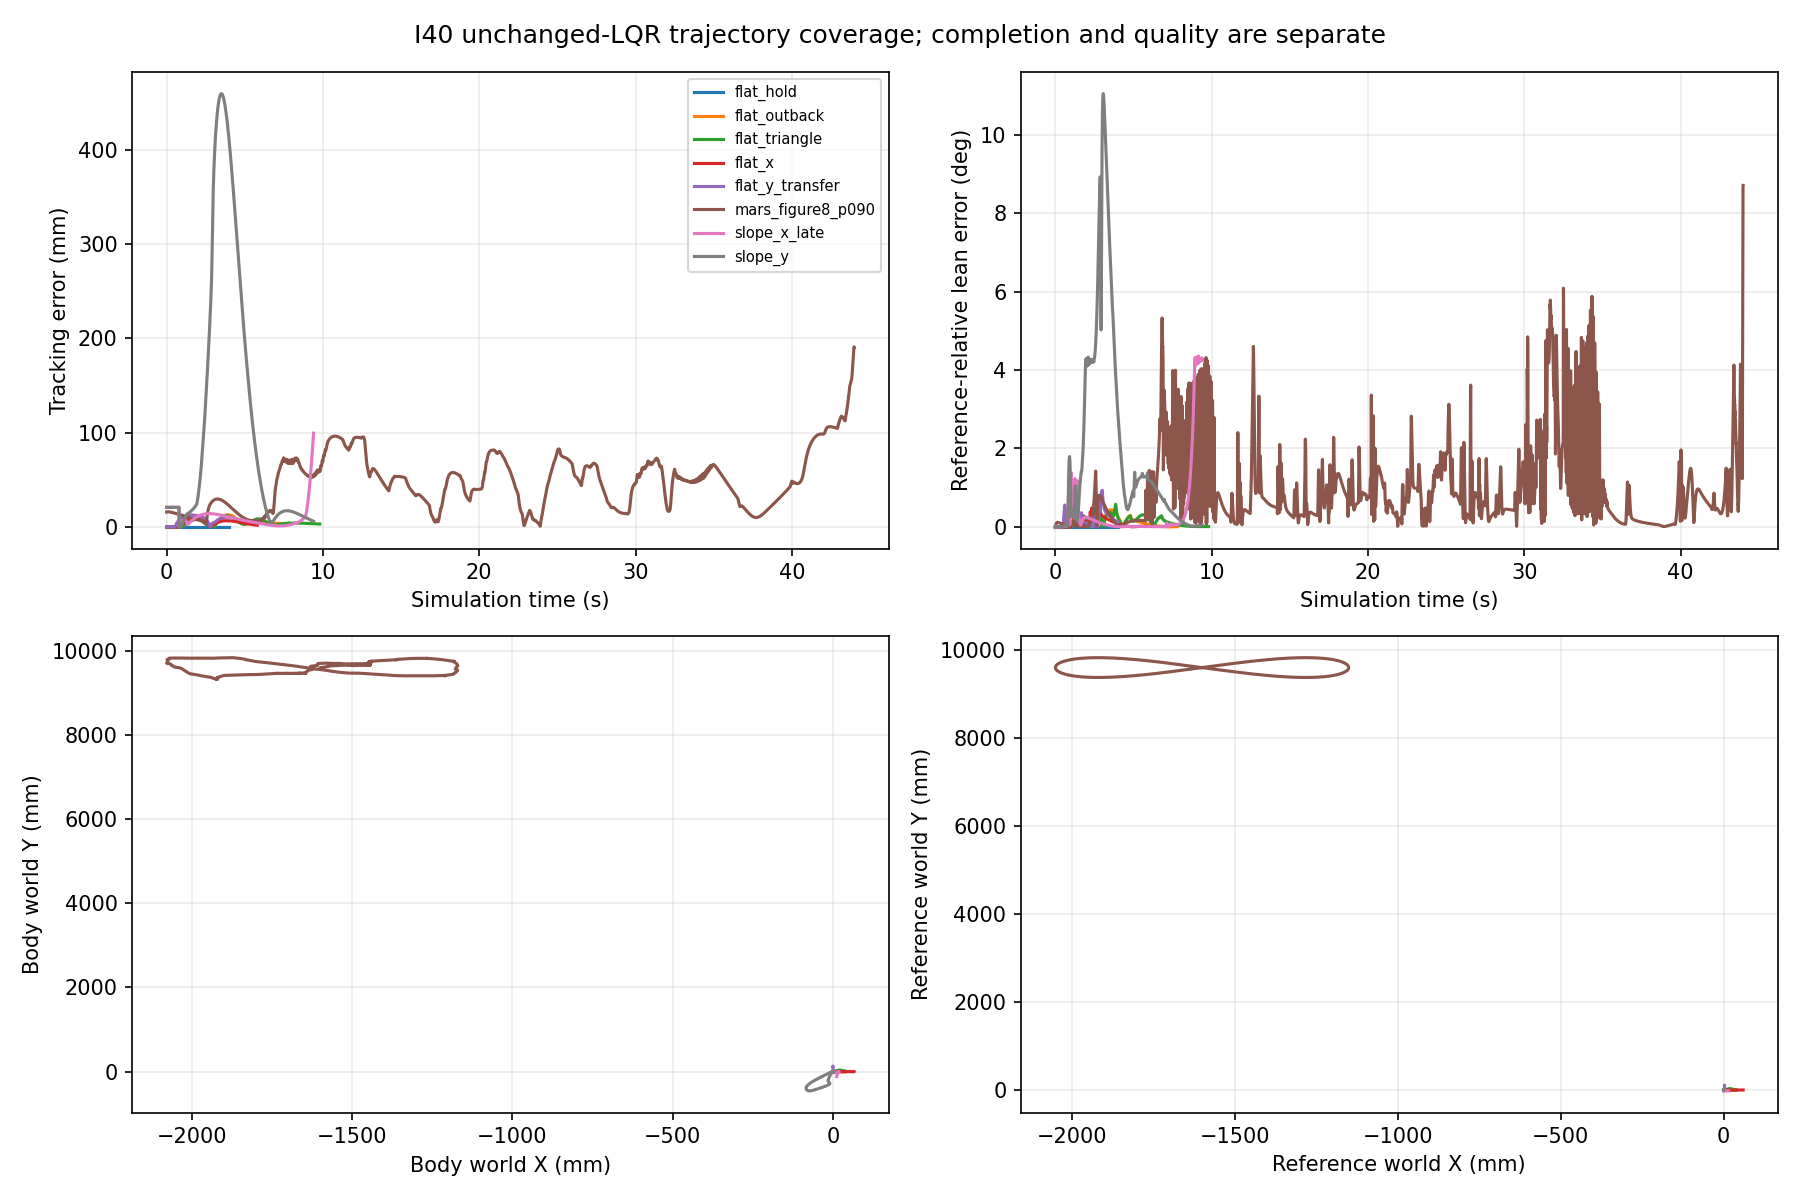 I40 unchanged-LQR trajectory coverage; completion and quality are separate
Tracking error (mm)
400
300
200
100
0
flat_hold
flat_outback
flat_triangle
flat_x
flat_y_transfer
mars_figure8_p090
slope_x_late
slope_y
0 10 20 30 40
Simulation time (s)
Reference-relative lean error (deg)
10
8
6
4
2
0
0 10 20 30 40
Simulation time (s)
Body world Y (mm)
10000
8000
6000
4000
2000
0
−2000 −1500 −1000 −500 0
Body world X (mm)
Reference world Y (mm)
10000
8000
6000
4000
2000
0
−2000 −1500 −1000 −500 0
Reference world X (mm)